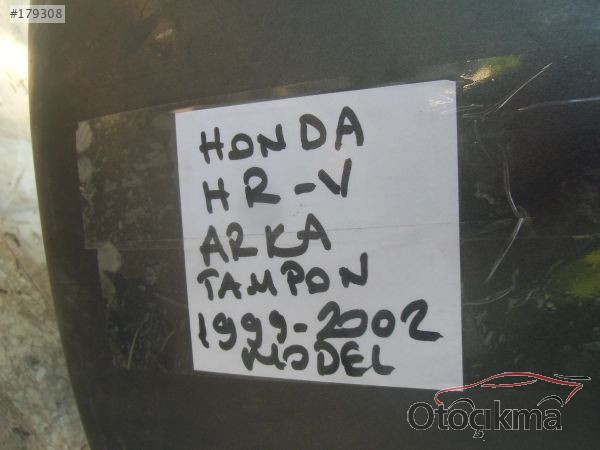 #179308
HONDA
HR-V
ARKA
TAMPON
1999-2002
MODEL
Otoçıkma